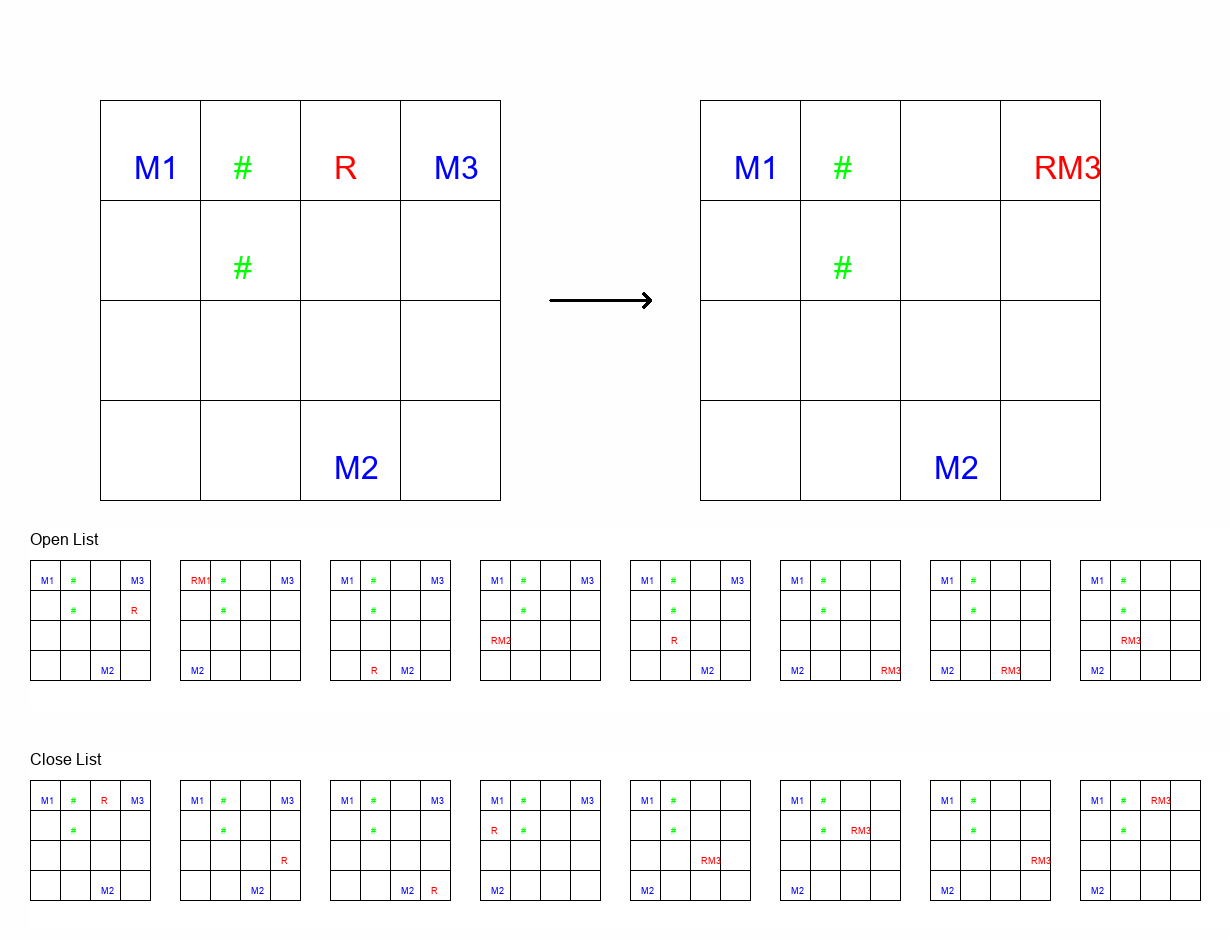 M1 # R M3 M1 # RM3
# #
M2 M2
Open List
M1 # M3 RM1 # M3 M1 # M3 M1 # M3 M1 # M3 M1 # M1 # M1 #
# R # # # # # # #
RM2 R RM3
M2 M2 R M2 M2 M2 RM3 M2 RM3 M2
Close List
M1 # R M3 M1 # M3 M1 # M3 M1 # M3 M1 # M1 # M1 # M1 # RM3
# # # R # # # RM3 # #
R RM3 RM3
M2 M2 M2 R M2 M2 M2 M2 M2